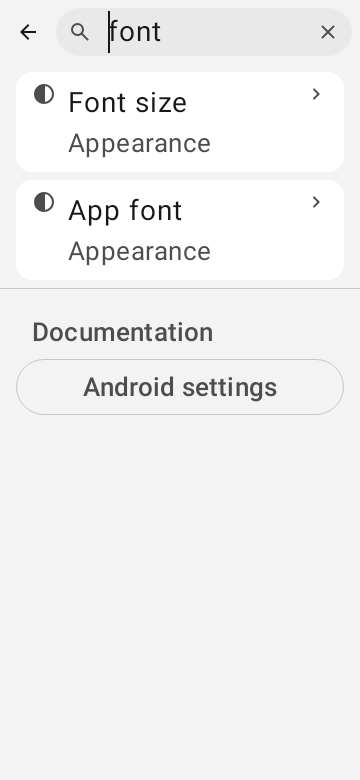 font
Font size
Appearance
App font
Appearance
Documentation
Android settings